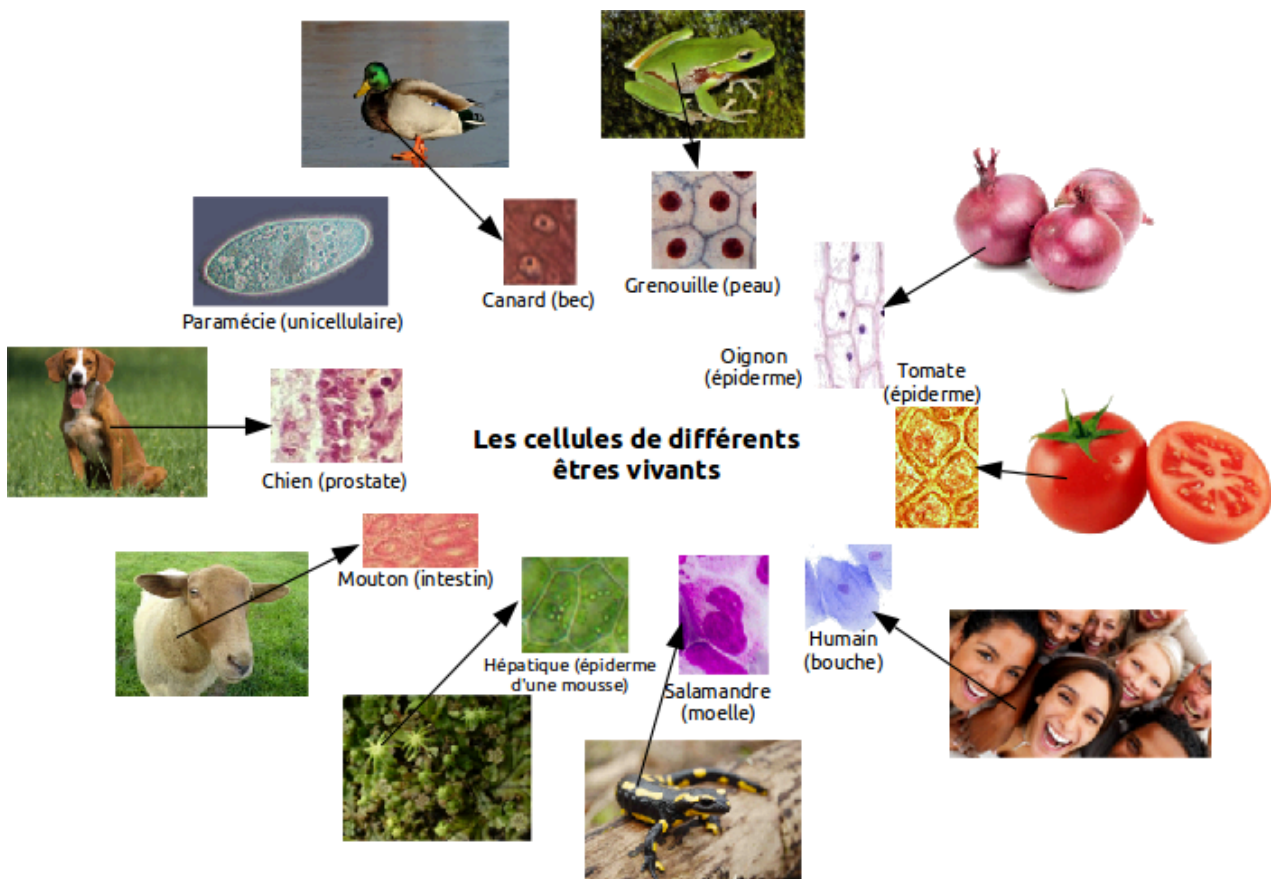 Canard (bec)
Grenouille (peau)
Paramécie (unicellulaire)
Oignon
(épiderme)
Tomate
(épiderme)
Les cellules de différents
êtres vivants
Chien (prostate)
Mouton (intestin)
Hépatique (épiderme
d'une mousse)
Salamandre
(moelle)
Humain
(bouche)